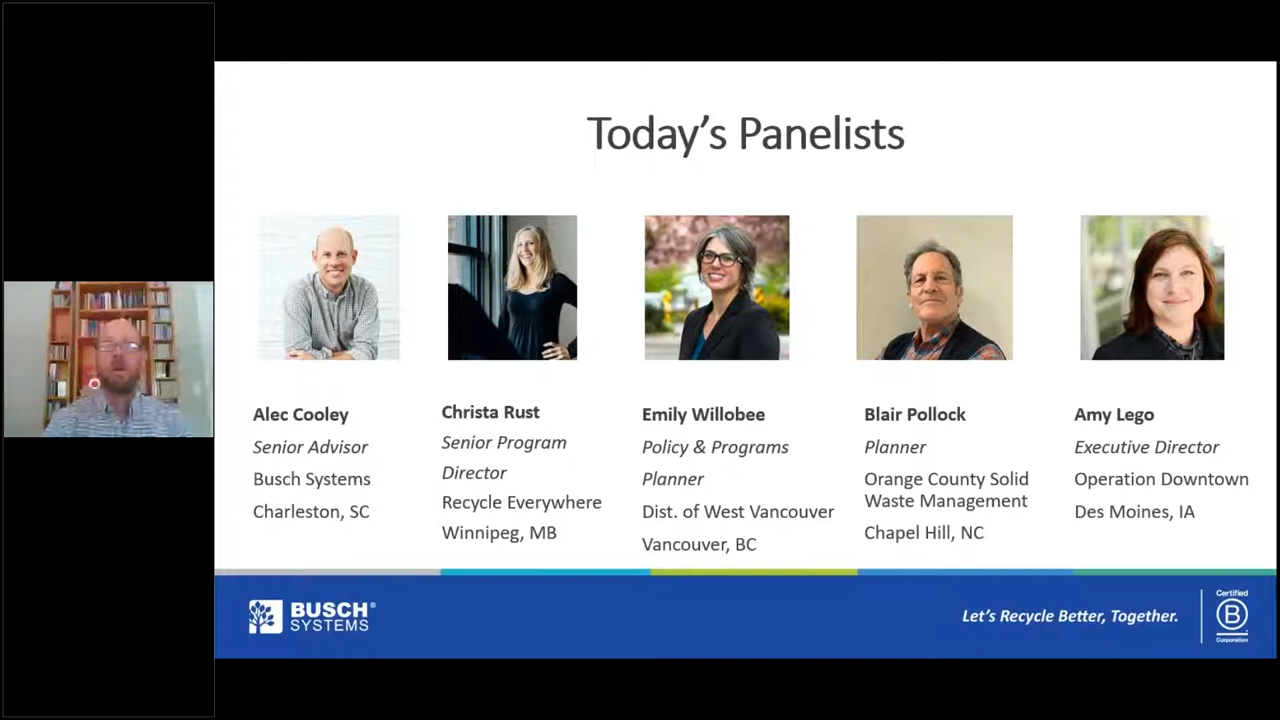 Today's Panelists
Alec Cooley
Senior Advisor
Busch Systems
Charleston, SC
Christa Rust
Senior Program
Director
Recycle Everywhere
Winnipeg, MB
Emily Willobee
Policy & Programs
Planner
Dist. of West Vancouver
Vancouver, BC
Blair Pollock
Planner
Orange County Solid
Waste Management
Chapel Hill, NC
Amy Lego
Executive Director
Operation Downtown
Des Moines, IA
BUSCH®
SYSTEMS
Let's Recycle Better, Together.
Certified
B
Corporation